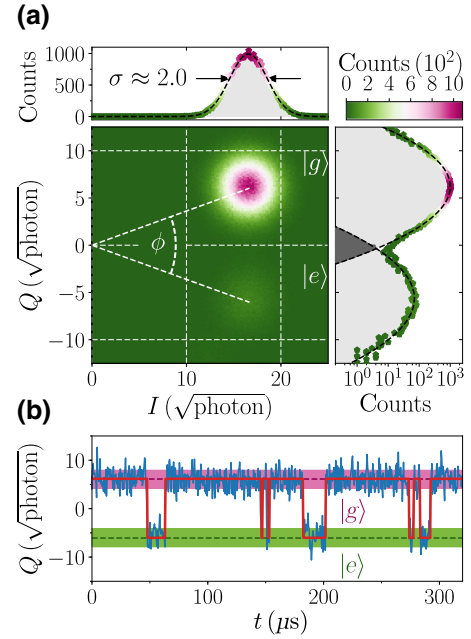 (a)
Counts
1000
500
0
σ ≈ 2.0
Counts (10²)
0 2 4 6 8 10
Q (√photon)
10
5
0
−5
−10
|g⟩
ϕ
|e⟩
0 10 20
I (√photon)
10⁰ 10¹ 10² 10³
Counts
(b)
Q (√photon)
10
0
−10
|g⟩
|e⟩
0 100 200 300
t (µs)